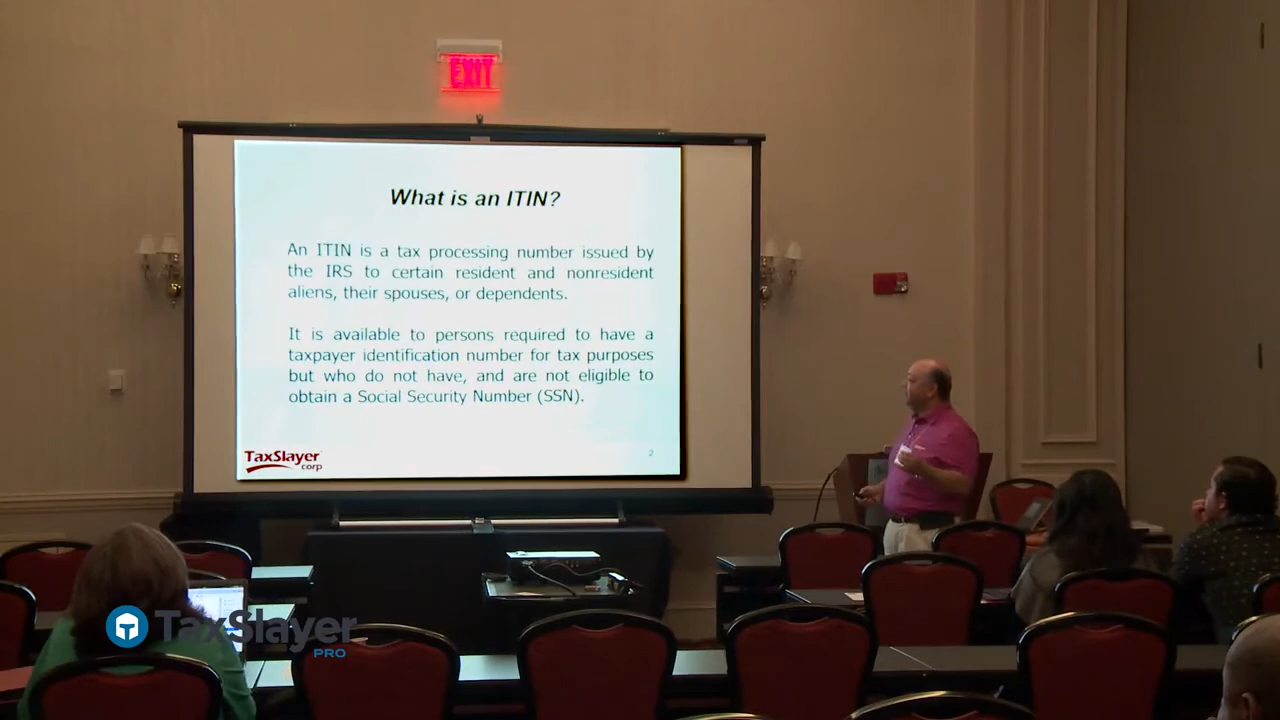 EXIT
What is an ITIN?
An ITIN is a tax processing number issued by
the IRS to certain resident and nonresident
aliens, their spouses, or dependents.
It is available to persons required to have a
taxpayer identification number for tax purposes
but who do not have, and are not eligible to
obtain a Social Security Number (SSN).
TaxSlayer
corp
2
TaxSlayer
PRO